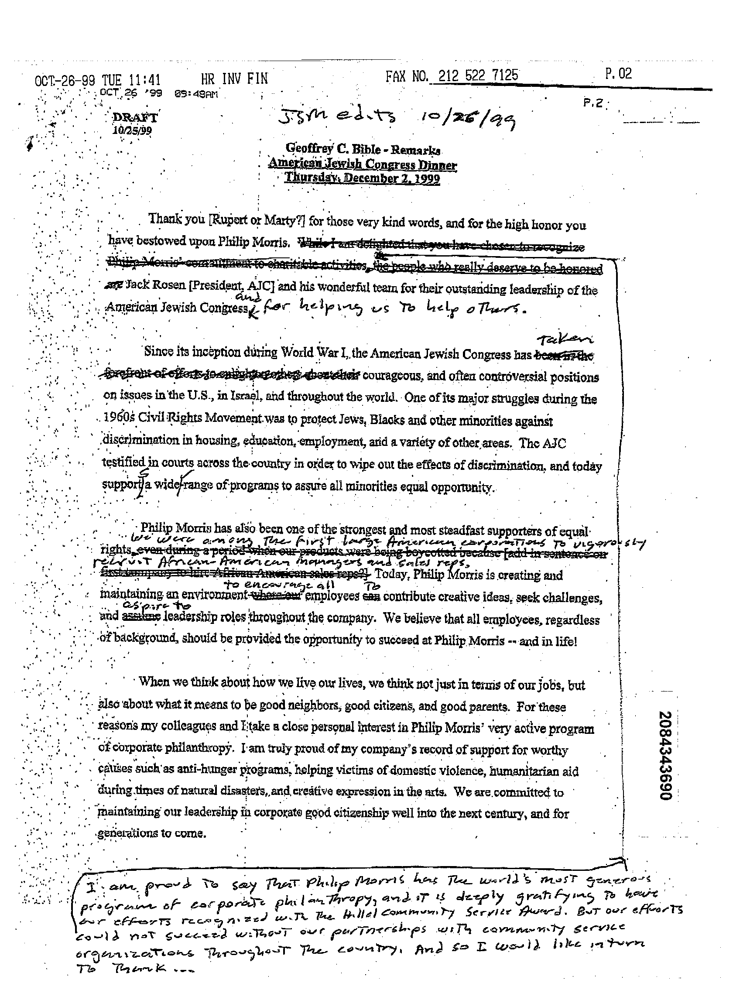 OCT-26-99 TUE 11:41 HR INV FIN FAX NO. 212 522 7125 P. 02
OCT 26 '99 09:49AM P.2
DRAFT JJM edits 10/26/99
10/25/99
Geoffrey C. Bible - Remarks
American Jewish Congress Dinner
Thursday, December 2, 1999
Thank you [Rupert or Marty?] for those very kind words, and for the high honor you
have bestowed upon Philip Morris. While I am delighted that you have chosen to recognize
Philip Morris' commitment to charitable activities, the people who really deserve to be honored
are Jack Rosen [President, AJC] and his wonderful team for their outstanding leadership of the
American Jewish Congress, and for helping us to help others.
taken
Since its inception during World War I, the American Jewish Congress has been in the
forefront of efforts to courageous, and often controversial positions
on issues in the U.S., in Israel, and throughout the world. One of its major struggles during the
1960s Civil Rights Movement was to protect Jews, Blacks and other minorities against
discrimination in housing, education, employment, and a variety of other areas. The AJC
testified in courts across the country in order to wipe out the effects of discrimination, and today
supports a wide range of programs to assure all minorities equal opportunity.
Philip Morris has also been one of the strongest and most steadfast supporters of equal
we were among the first large American corporations to vigorously
rights, even during a period when our products were being boycotted because [add in sentence on
recruit African American managers and sales reps.
first company to hire African American sales reps?]. Today, Philip Morris is creating and
to encourage all to
maintaining an environment where our employees can contribute creative ideas, seek challenges,
aspire to
and assume leadership roles throughout the company. We believe that all employees, regardless
of background, should be provided the opportunity to succeed at Philip Morris -- and in life!
When we think about how we live our lives, we think not just in terms of our jobs, but
also about what it means to be good neighbors, good citizens, and good parents. For these
reasons my colleagues and I take a close personal interest in Philip Morris' very active program
of corporate philanthropy. I am truly proud of my company's record of support for worthy
causes such as anti-hunger programs, helping victims of domestic violence, humanitarian aid
during times of natural disasters, and creative expression in the arts. We are committed to
maintaining our leadership in corporate good citizenship well into the next century, and for
generations to come.
2084343690
I am proud to say that Philip Morris has the world's most generous
program of corporate philanthropy, and it is deeply gratifying to have
our efforts recognized with the Hillel Community Service Award. But our efforts
could not succeed without our partnerships with community service
organizations throughout the country. And so I would like in turn
to thank ...